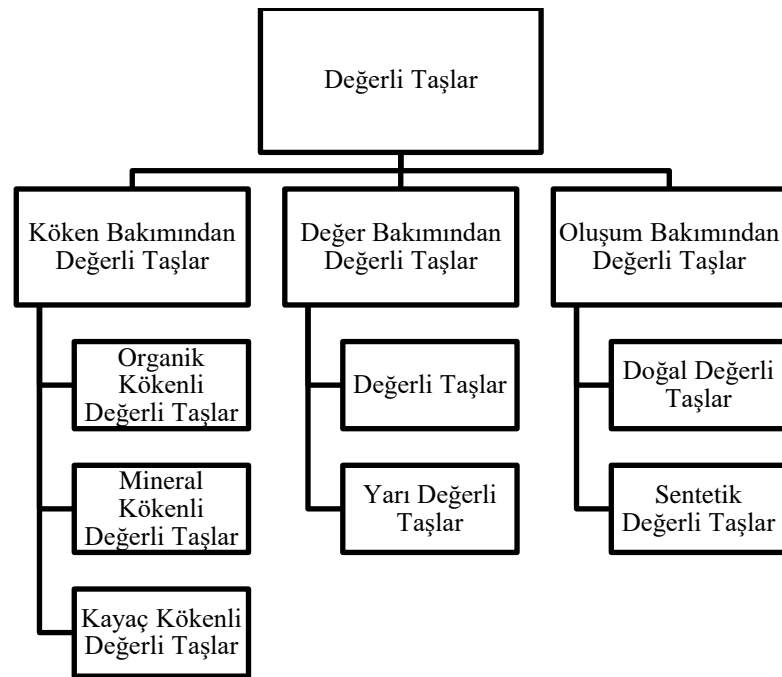 Değerli Taşlar
Köken Bakımından
Değerli Taşlar
Organik
Kökenli
Değerli Taşlar
Mineral
Kökenli
Değerli Taşlar
Kayaç Kökenli
Değerli Taşlar
Değer Bakımından
Değerli Taşlar
Değerli Taşlar
Yarı Değerli
Taşlar
Oluşum Bakımından
Değerli Taşlar
Doğal Değerli
Taşlar
Sentetik
Değerli Taşlar